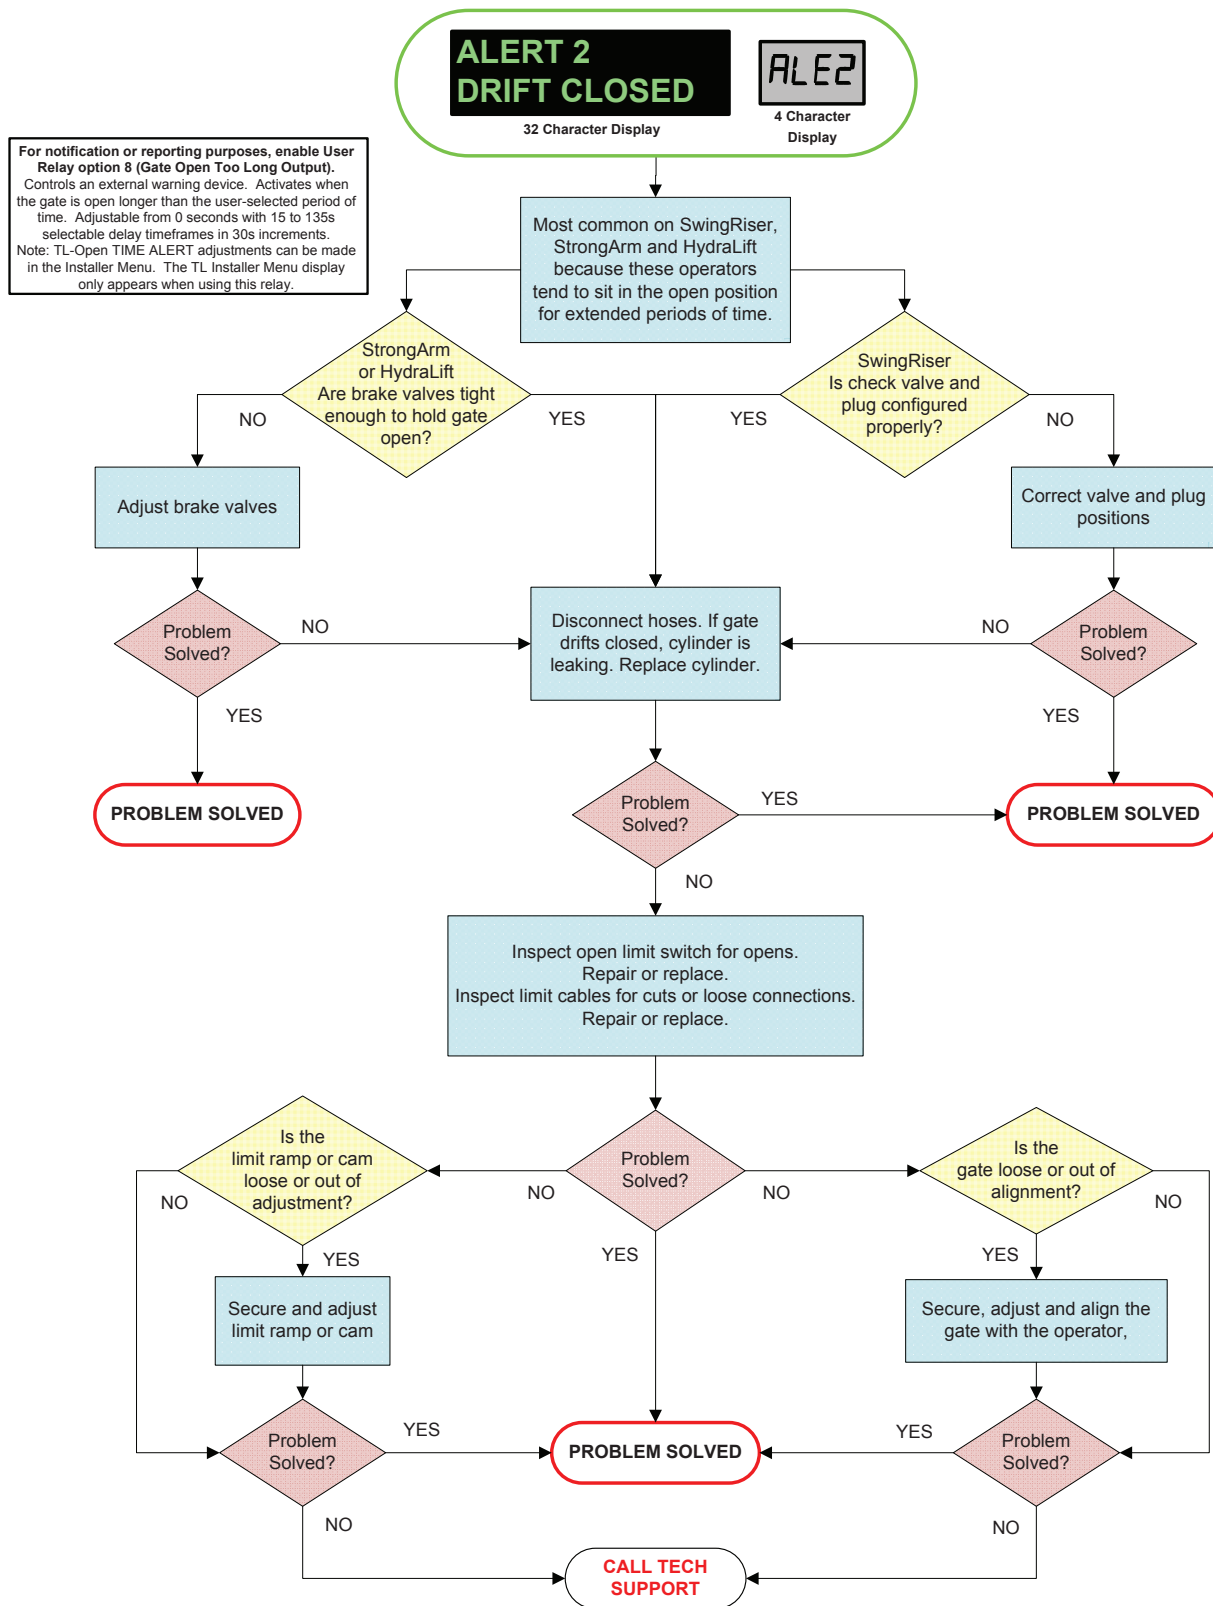 ALERT 2
DRIFT CLOSED
32 Character Display
ALE2
4 Character
Display
For notification or reporting purposes, enable User
Relay option 8 (Gate Open Too Long Output).
Controls an external warning device. Activates when
the gate is open longer than the user-selected period of
time. Adjustable from 0 seconds with 15 to 135s
selectable delay timeframes in 30s increments.
Note: TL-Open TIME ALERT adjustments can be made
in the Installer Menu. The TL Installer Menu display
only appears when using this relay.
Most common on SwingRiser,
StrongArm and HydraLift
because these operators
tend to sit in the open position
for extended periods of time.
StrongArm
or HydraLift
Are brake valves tight
enough to hold gate
open?
NO
YES
SwingRiser
Is check valve and
plug configured
properly?
YES
NO
Adjust brake valves
Correct valve and plug
positions
Problem
Solved?
NO
YES
Disconnect hoses. If gate
drifts closed, cylinder is
leaking. Replace cylinder.
Problem
Solved?
NO
YES
PROBLEM SOLVED
Problem
Solved?
YES
NO
PROBLEM SOLVED
Inspect open limit switch for opens.
Repair or replace.
Inspect limit cables for cuts or loose connections.
Repair or replace.
Is the
limit ramp or cam
loose or out of
adjustment?
NO
YES
Problem
Solved?
NO
NO
YES
Is the
gate loose or out of
alignment?
NO
YES
Secure and adjust
limit ramp or cam
Secure, adjust and align the
gate with the operator,
Problem
Solved?
YES
NO
PROBLEM SOLVED
Problem
Solved?
YES
NO
CALL TECH
SUPPORT